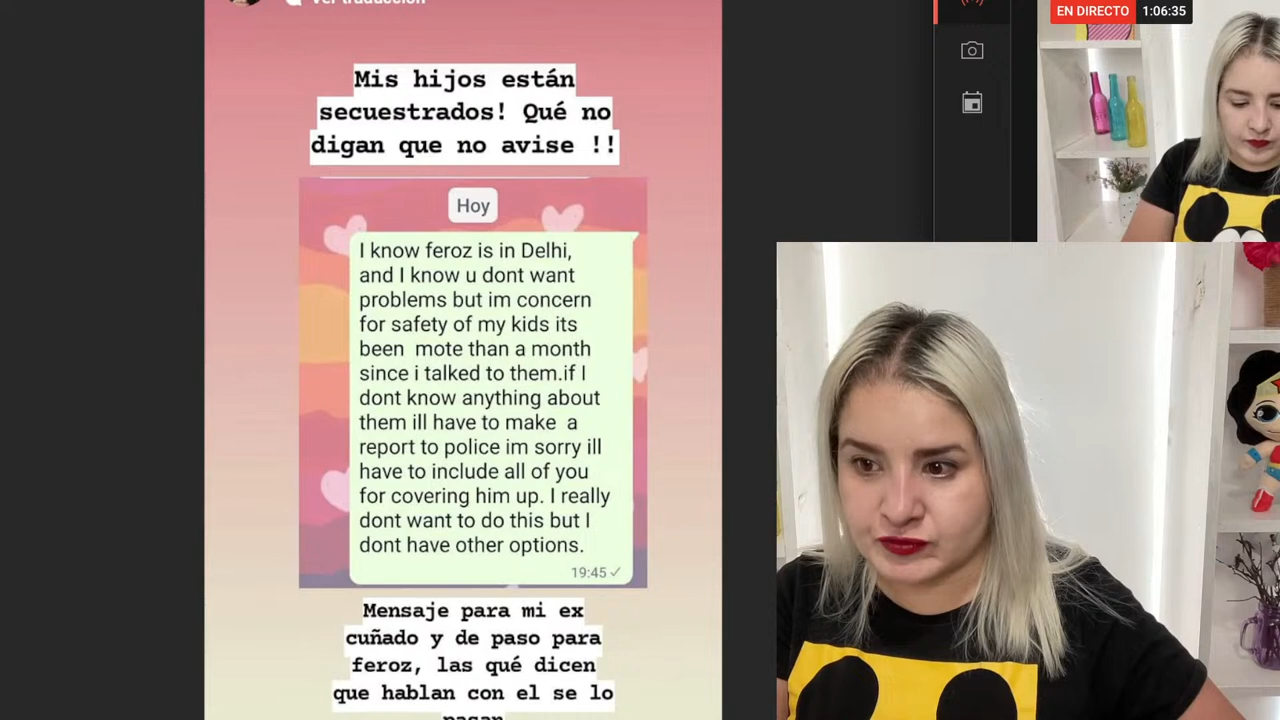 Ver traducción
Mis hijos están
secuestrados! Qué no
digan que no avise !!
Hoy
I know feroz is in Delhi,
and I know u dont want
problems but im concern
for safety of my kids its
been mote than a month
since i talked to them.if I
dont know anything about
them ill have to make a
report to police im sorry ill
have to include all of you
for covering him up. I really
dont want to do this but I
dont have other options.
19:45
Mensaje para mi ex
cuñado y de paso para
feroz, las qué dicen
que hablan con el se lo
pasan
EN DIRECTO 1:06:35